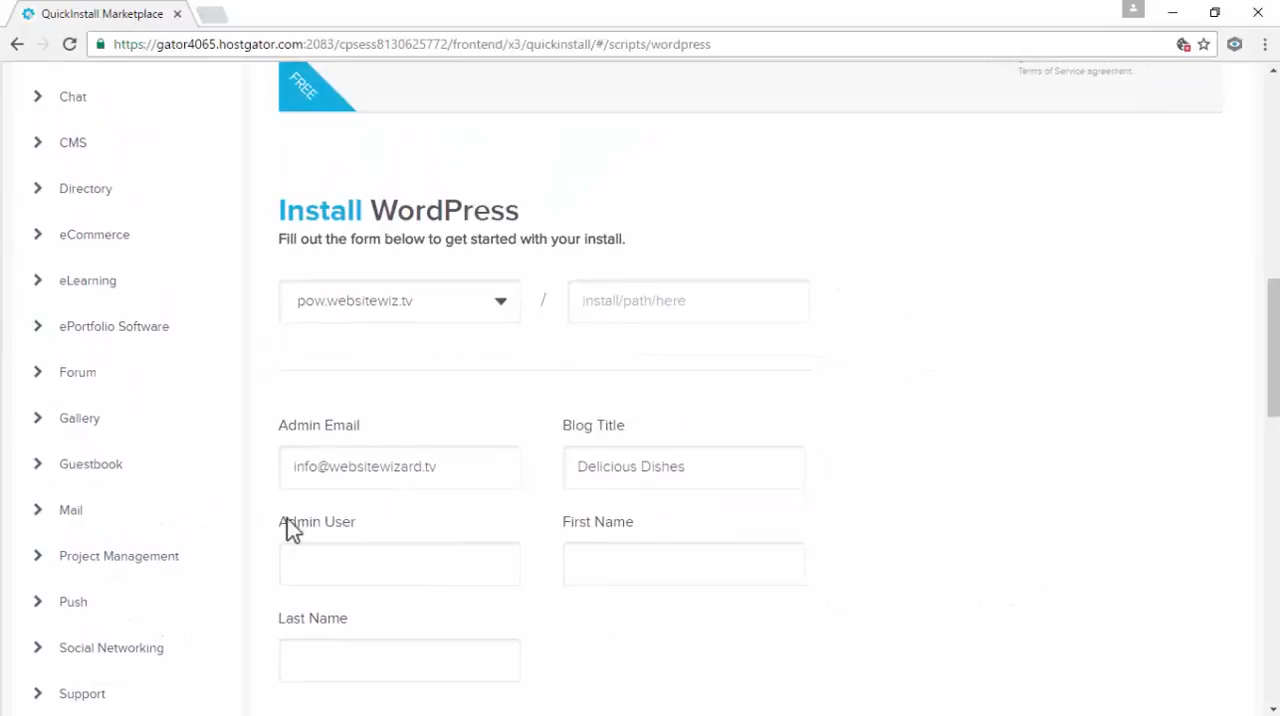 QuickInstall Marketplace
https://gator4065.hostgator.com:2083/cpsess8130625772/frontend/x3/quickinstall/#/scripts/wordpress
Terms of Service agreement.
FREE
Chat
CMS
Directory
eCommerce
eLearning
ePortfolio Software
Forum
Gallery
Guestbook
Mail
Project Management
Push
Social Networking
Support
Install WordPress
Fill out the form below to get started with your install.
pow.websitewiz.tv / install/path/here
Admin Email Blog Title
info@websitewizard.tv Delicious Dishes
Admin User First Name
Last Name